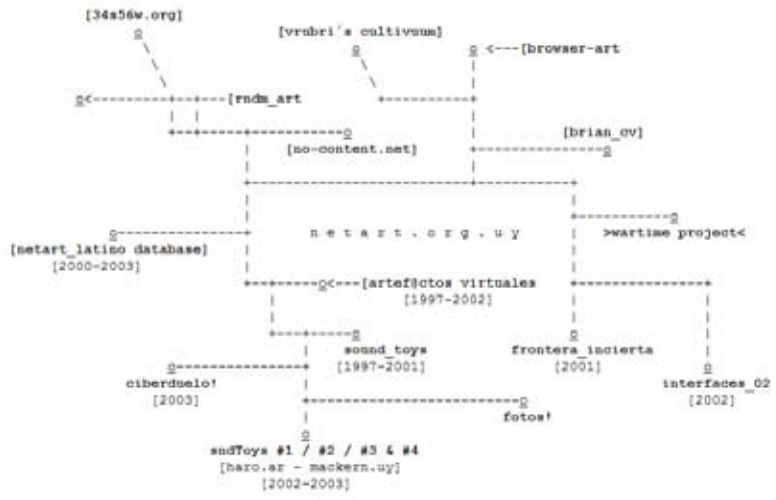 [34s56w.org]
[vrnbri´s cultivuum]
<---[browser-art
<---[rndm_art
[no-content.net]
[brian_cv]
n e t a r t . o r g . u y
>wartime project<
[netart_latino database]
[2000-2003]
<---[artef@ctos virtuales
[1997-2002]
sound_toys
[1997-2001]
frontera_incierta
[2001]
ciberduelo!
[2003]
interfaces_02
[2002]
fotos!
sndToys #1 / #2 / #3 & #4
[haro.ar - mackern.uy]
[2002-2003]